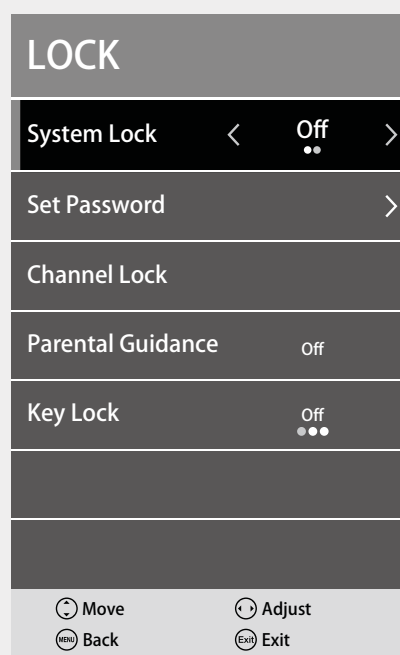 LOCK
System Lock < Off >
Set Password >
Channel Lock
Parental Guidance Off
Key Lock Off
Move Adjust
MENU Back Exit Exit